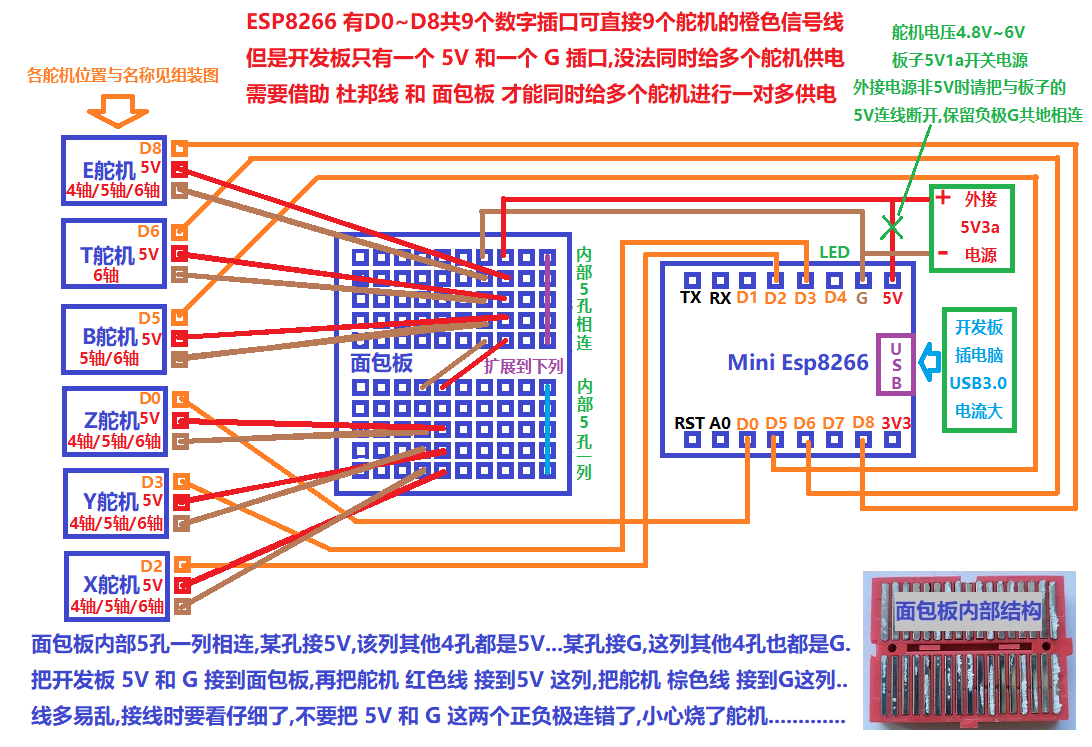 ESP8266 有D0~D8共9个数字插口可直接9个舵机的橙色信号线
但是开发板只有一个 5V 和一个 G 插口,没法同时给多个舵机供电
需要借助 杜邦线 和 面包板 才能同时给多个舵机进行一对多供电
舵机电压4.8V~6V
板子5V1a开关电源
外接电源非5V时请把与板子的
5V连线断开,保留负极G共地相连
各舵机位置与名称见组装图
E舵机
4轴/5轴/6轴
D8
5V
T舵机
6轴
D6
5V
B舵机
5轴/6轴
D5
5V
Z舵机
4轴/5轴/6轴
D0
5V
Y舵机
4轴/5轴/6轴
D3
5V
X舵机
4轴/5轴/6轴
D2
5V
面包板
扩展到下列
内部5孔相连
内部5孔一列
+ 外接
5V3a
- 电源
LED
TX RX D1 D2 D3 D4 G 5V
Mini Esp8266
USB
RST A0 D0 D5 D6 D7 D8 3V3
开发板
插电脑
USB3.0
电流大
面包板内部结构
面包板内部5孔一列相连,某孔接5V,该列其他4孔都是5V...某孔接G,这列其他4孔也都是G.
把开发板 5V 和 G 接到面包板,再把舵机 红色线 接到5V 这列,把舵机 棕色线 接到G这列..
线多易乱,接线时要看仔细了,不要把 5V 和 G 这两个正负极连错了,小心烧了舵机.............